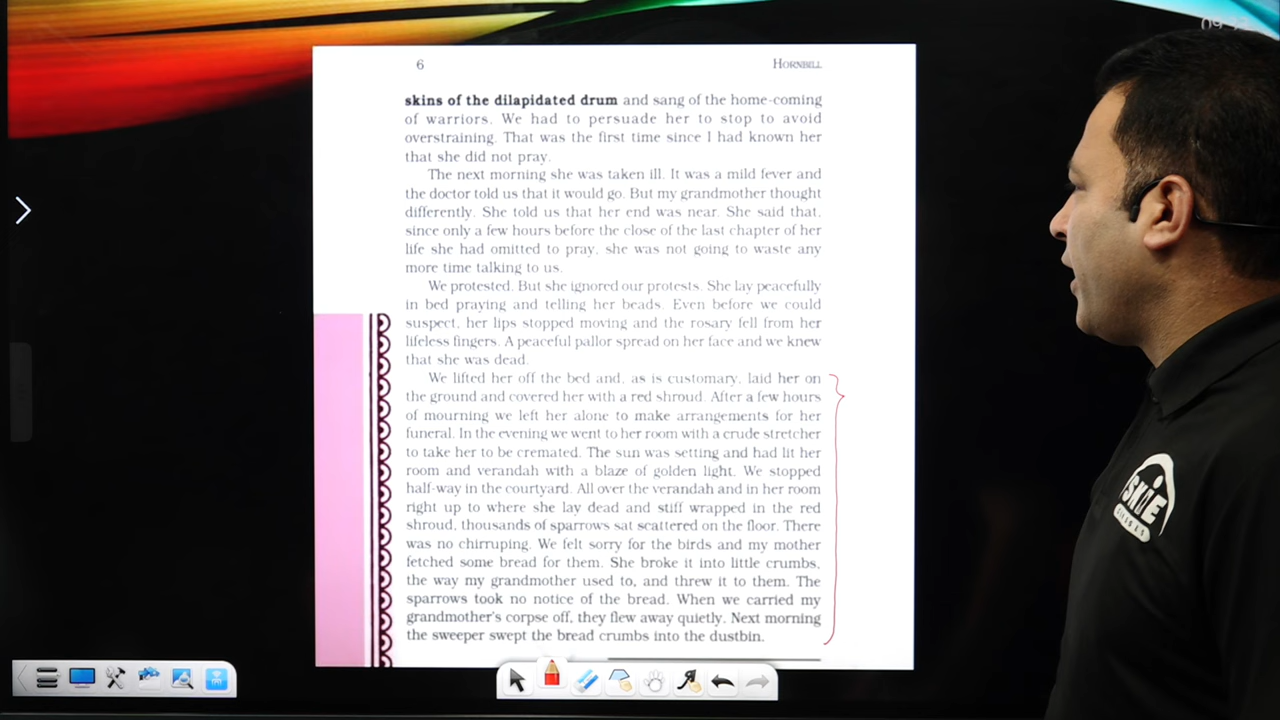 09
6 HORNBILL
skins of the dilapidated drum and sang of the home-coming
of warriors. We had to persuade her to stop to avoid
overstraining. That was the first time since I had known her
that she did not pray.
The next morning she was taken ill. It was a mild fever and
the doctor told us that it would go. But my grandmother thought
differently. She told us that her end was near. She said that,
since only a few hours before the close of the last chapter of her
life she had omitted to pray, she was not going to waste any
more time talking to us.
We protested. But she ignored our protests. She lay peacefully
in bed praying and telling her beads. Even before we could
suspect, her lips stopped moving and the rosary fell from her
lifeless fingers. A peaceful pallor spread on her face and we knew
that she was dead.
We lifted her off the bed and, as is customary, laid her on
the ground and covered her with a red shroud. After a few hours
of mourning we left her alone to make arrangements for her
funeral. In the evening we went to her room with a crude stretcher
to take her to be cremated. The sun was setting and had lit her
room and verandah with a blaze of golden light. We stopped
half-way in the courtyard. All over the verandah and in her room
right up to where she lay dead and stiff wrapped in the red
shroud, thousands of sparrows sat scattered on the floor. There
was no chirruping. We felt sorry for the birds and my mother
fetched some bread for them. She broke it into little crumbs,
the way my grandmother used to, and threw it to them. The
sparrows took no notice of the bread. When we carried my
grandmother's corpse off, they flew away quietly. Next morning
the sweeper swept the bread crumbs into the dustbin.